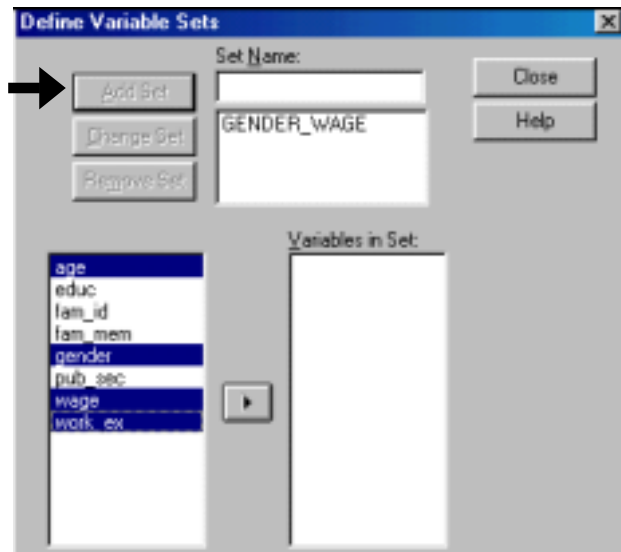 Define Variable Sets
Set Name:
Add Set
Close
Change Set
GENDER_WAGE
Help
Remove Set
Variables in Set:
age
educ
fam_id
fam_mem
gender
pub_sec
wage
work_ex